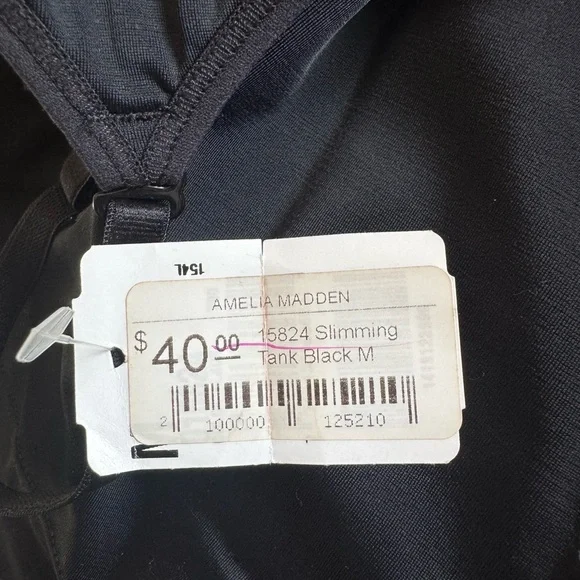 154L
AMELIA MADDEN
$40.00 15824 Slimming
Tank Black M
2 100000 125210
M